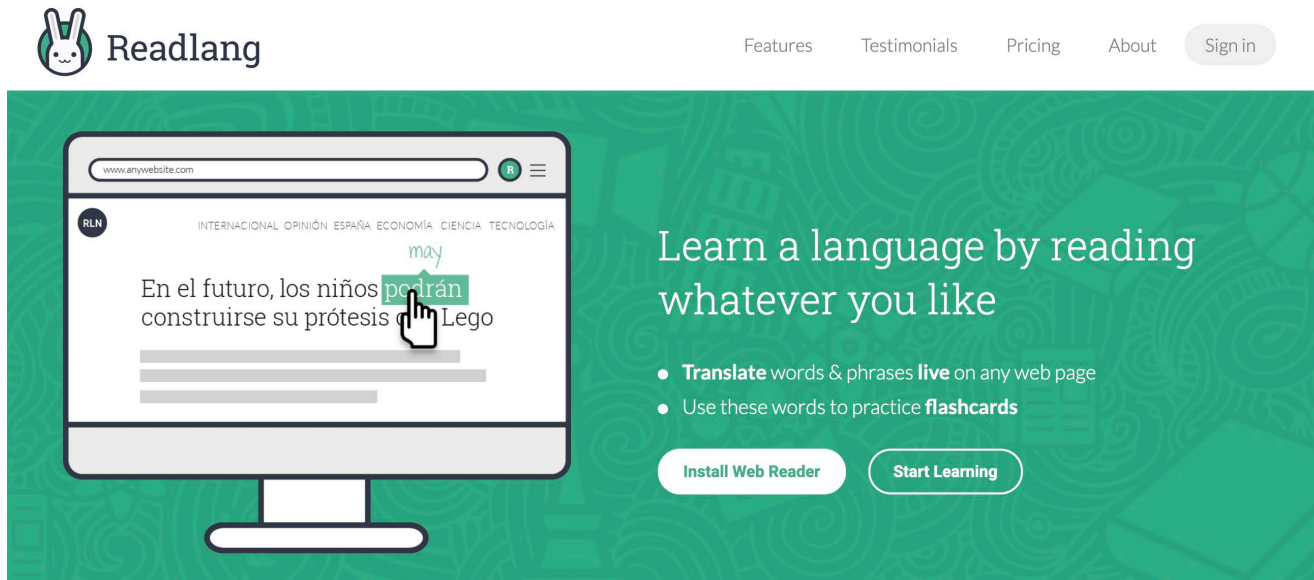 Readlang
Features Testimonials Pricing About Sign in
www.anywebsite.com
R
RLN
INTERNACIONAL OPINIÓN ESPAÑA ECONOMÍA CIENCIA TECNOLOGÍA
may
En el futuro, los niños podrán
construirse su prótesis Lego
Learn a language by reading
whatever you like
Translate words & phrases live on any web page
Use these words to practice flashcards
Install Web Reader Start Learning